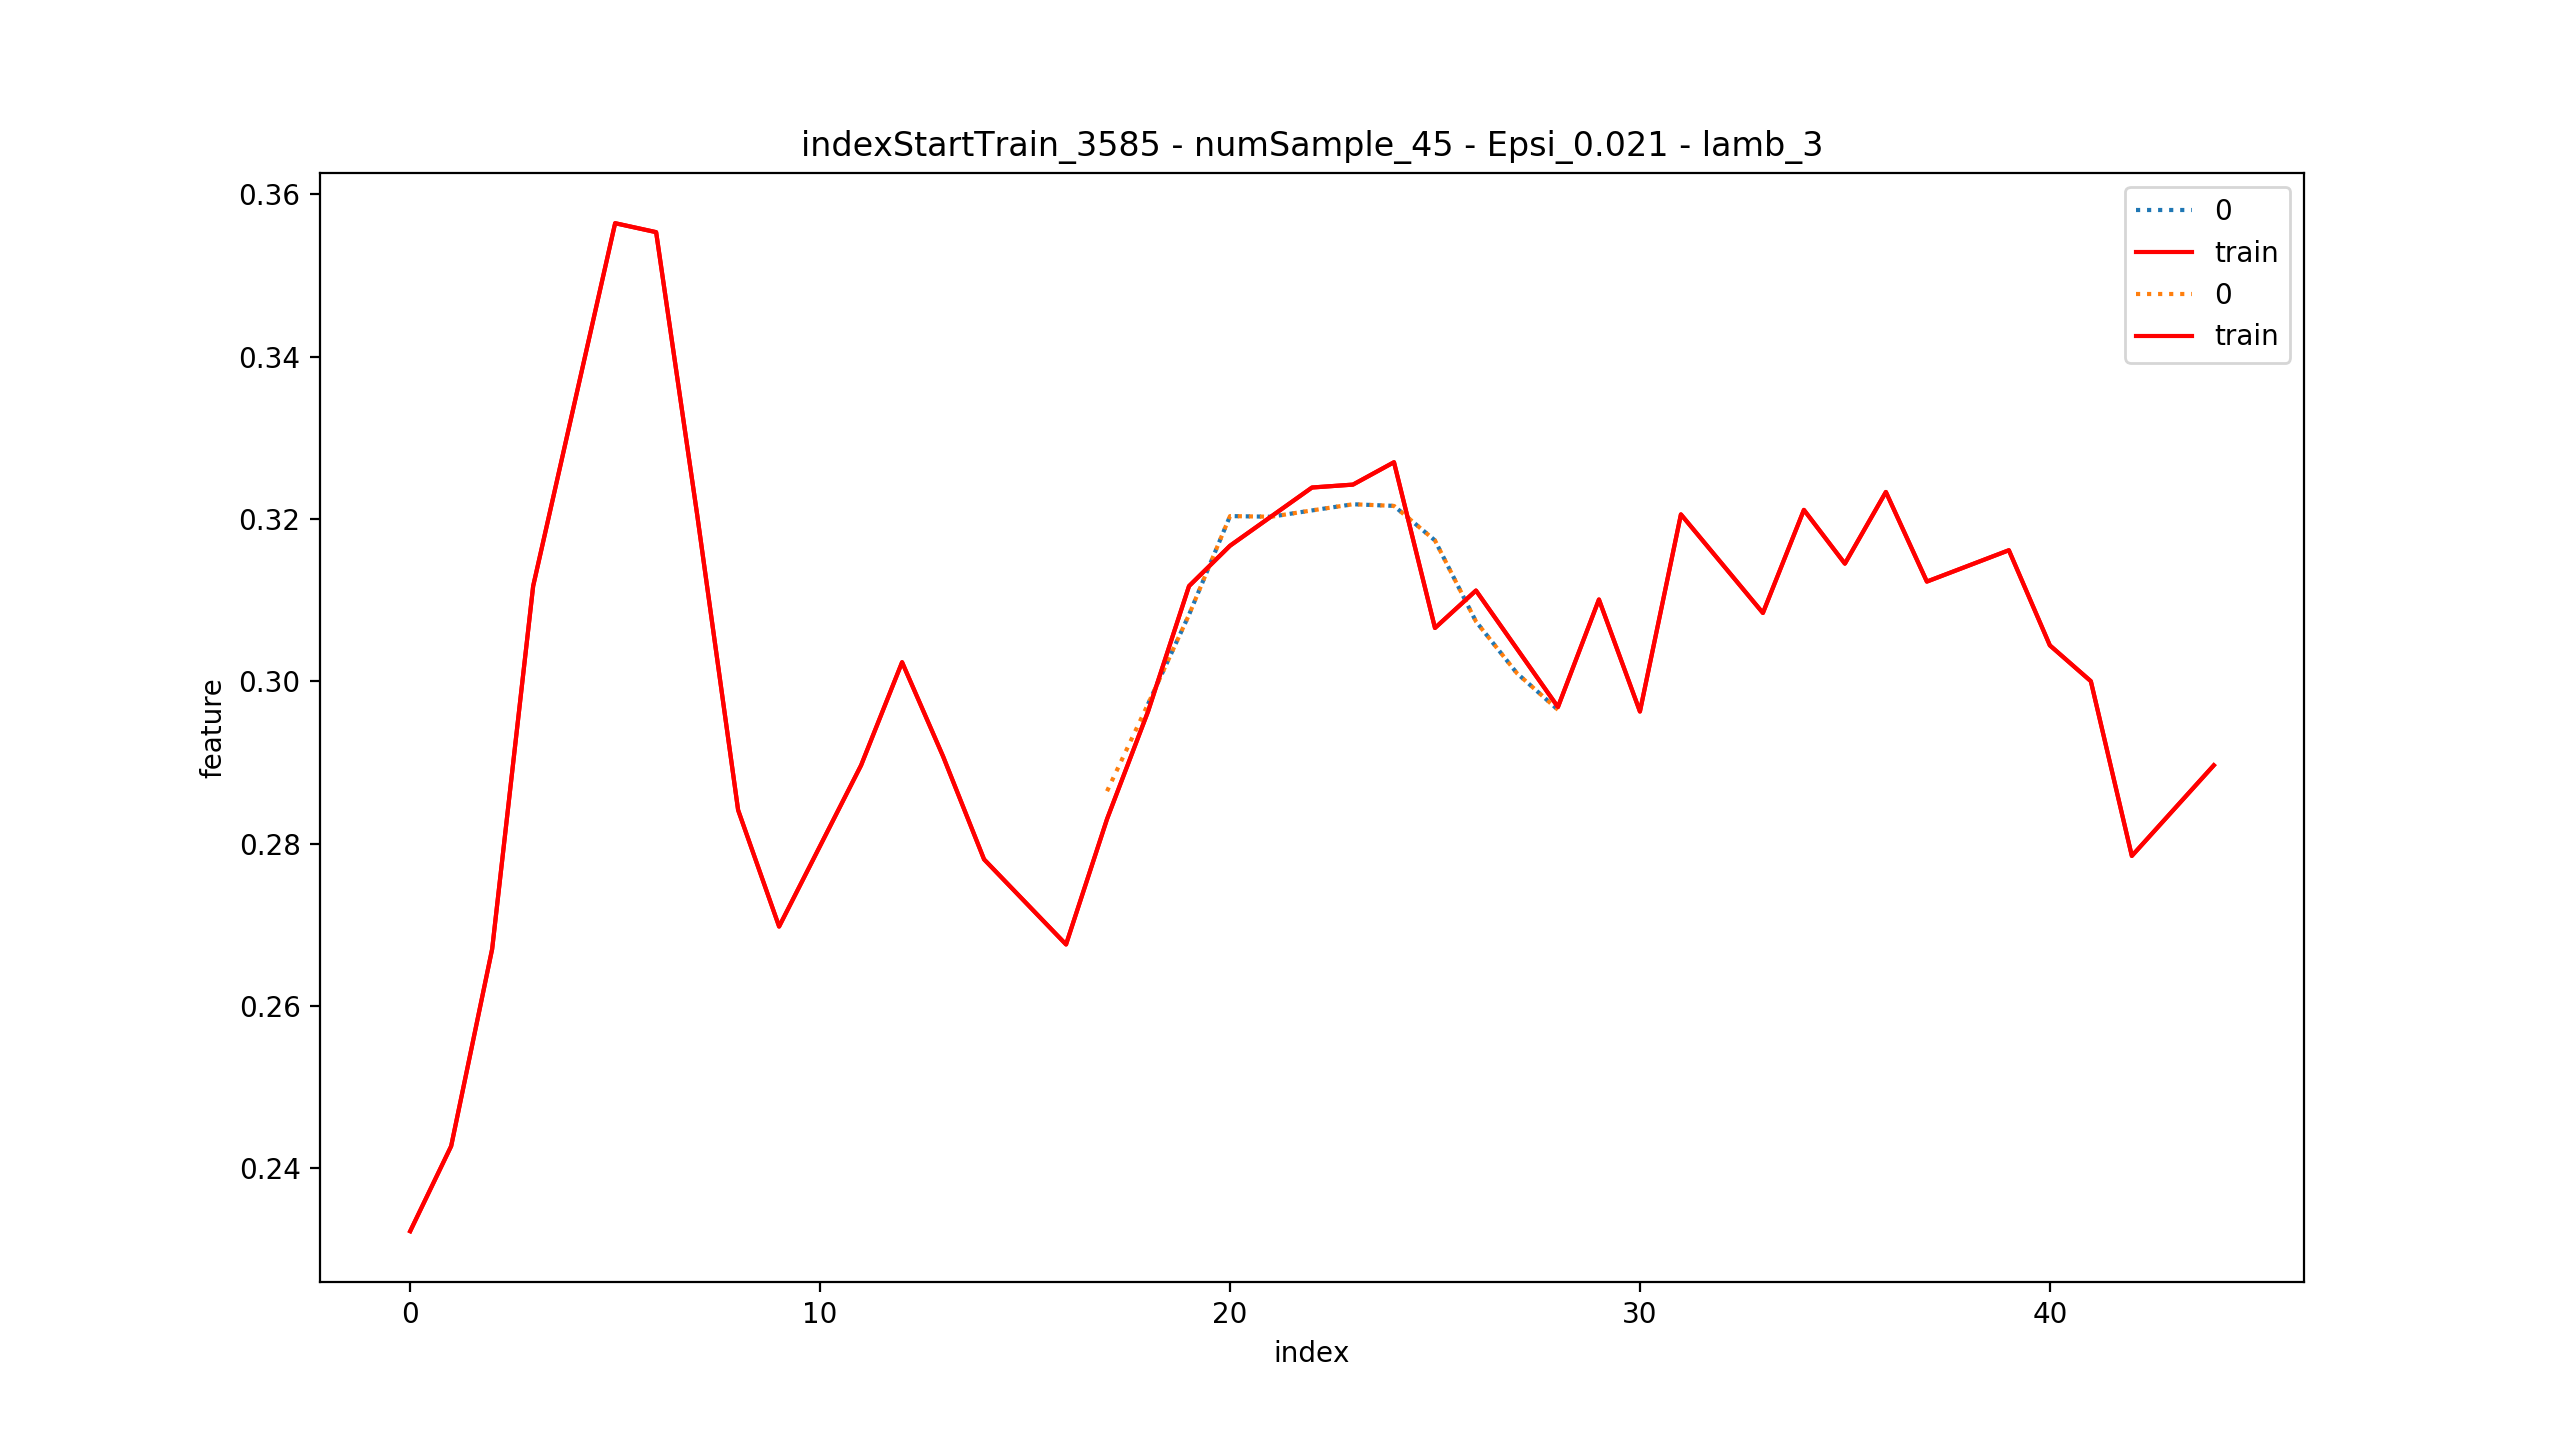 indexStartTrain_3585 - numSample_45 - Epsi_0.021 - lamb_3
0
train
0
train
0.36
0.34
0.32
0.30
0.28
0.26
0.24
feature
0 10 20 30 40
index